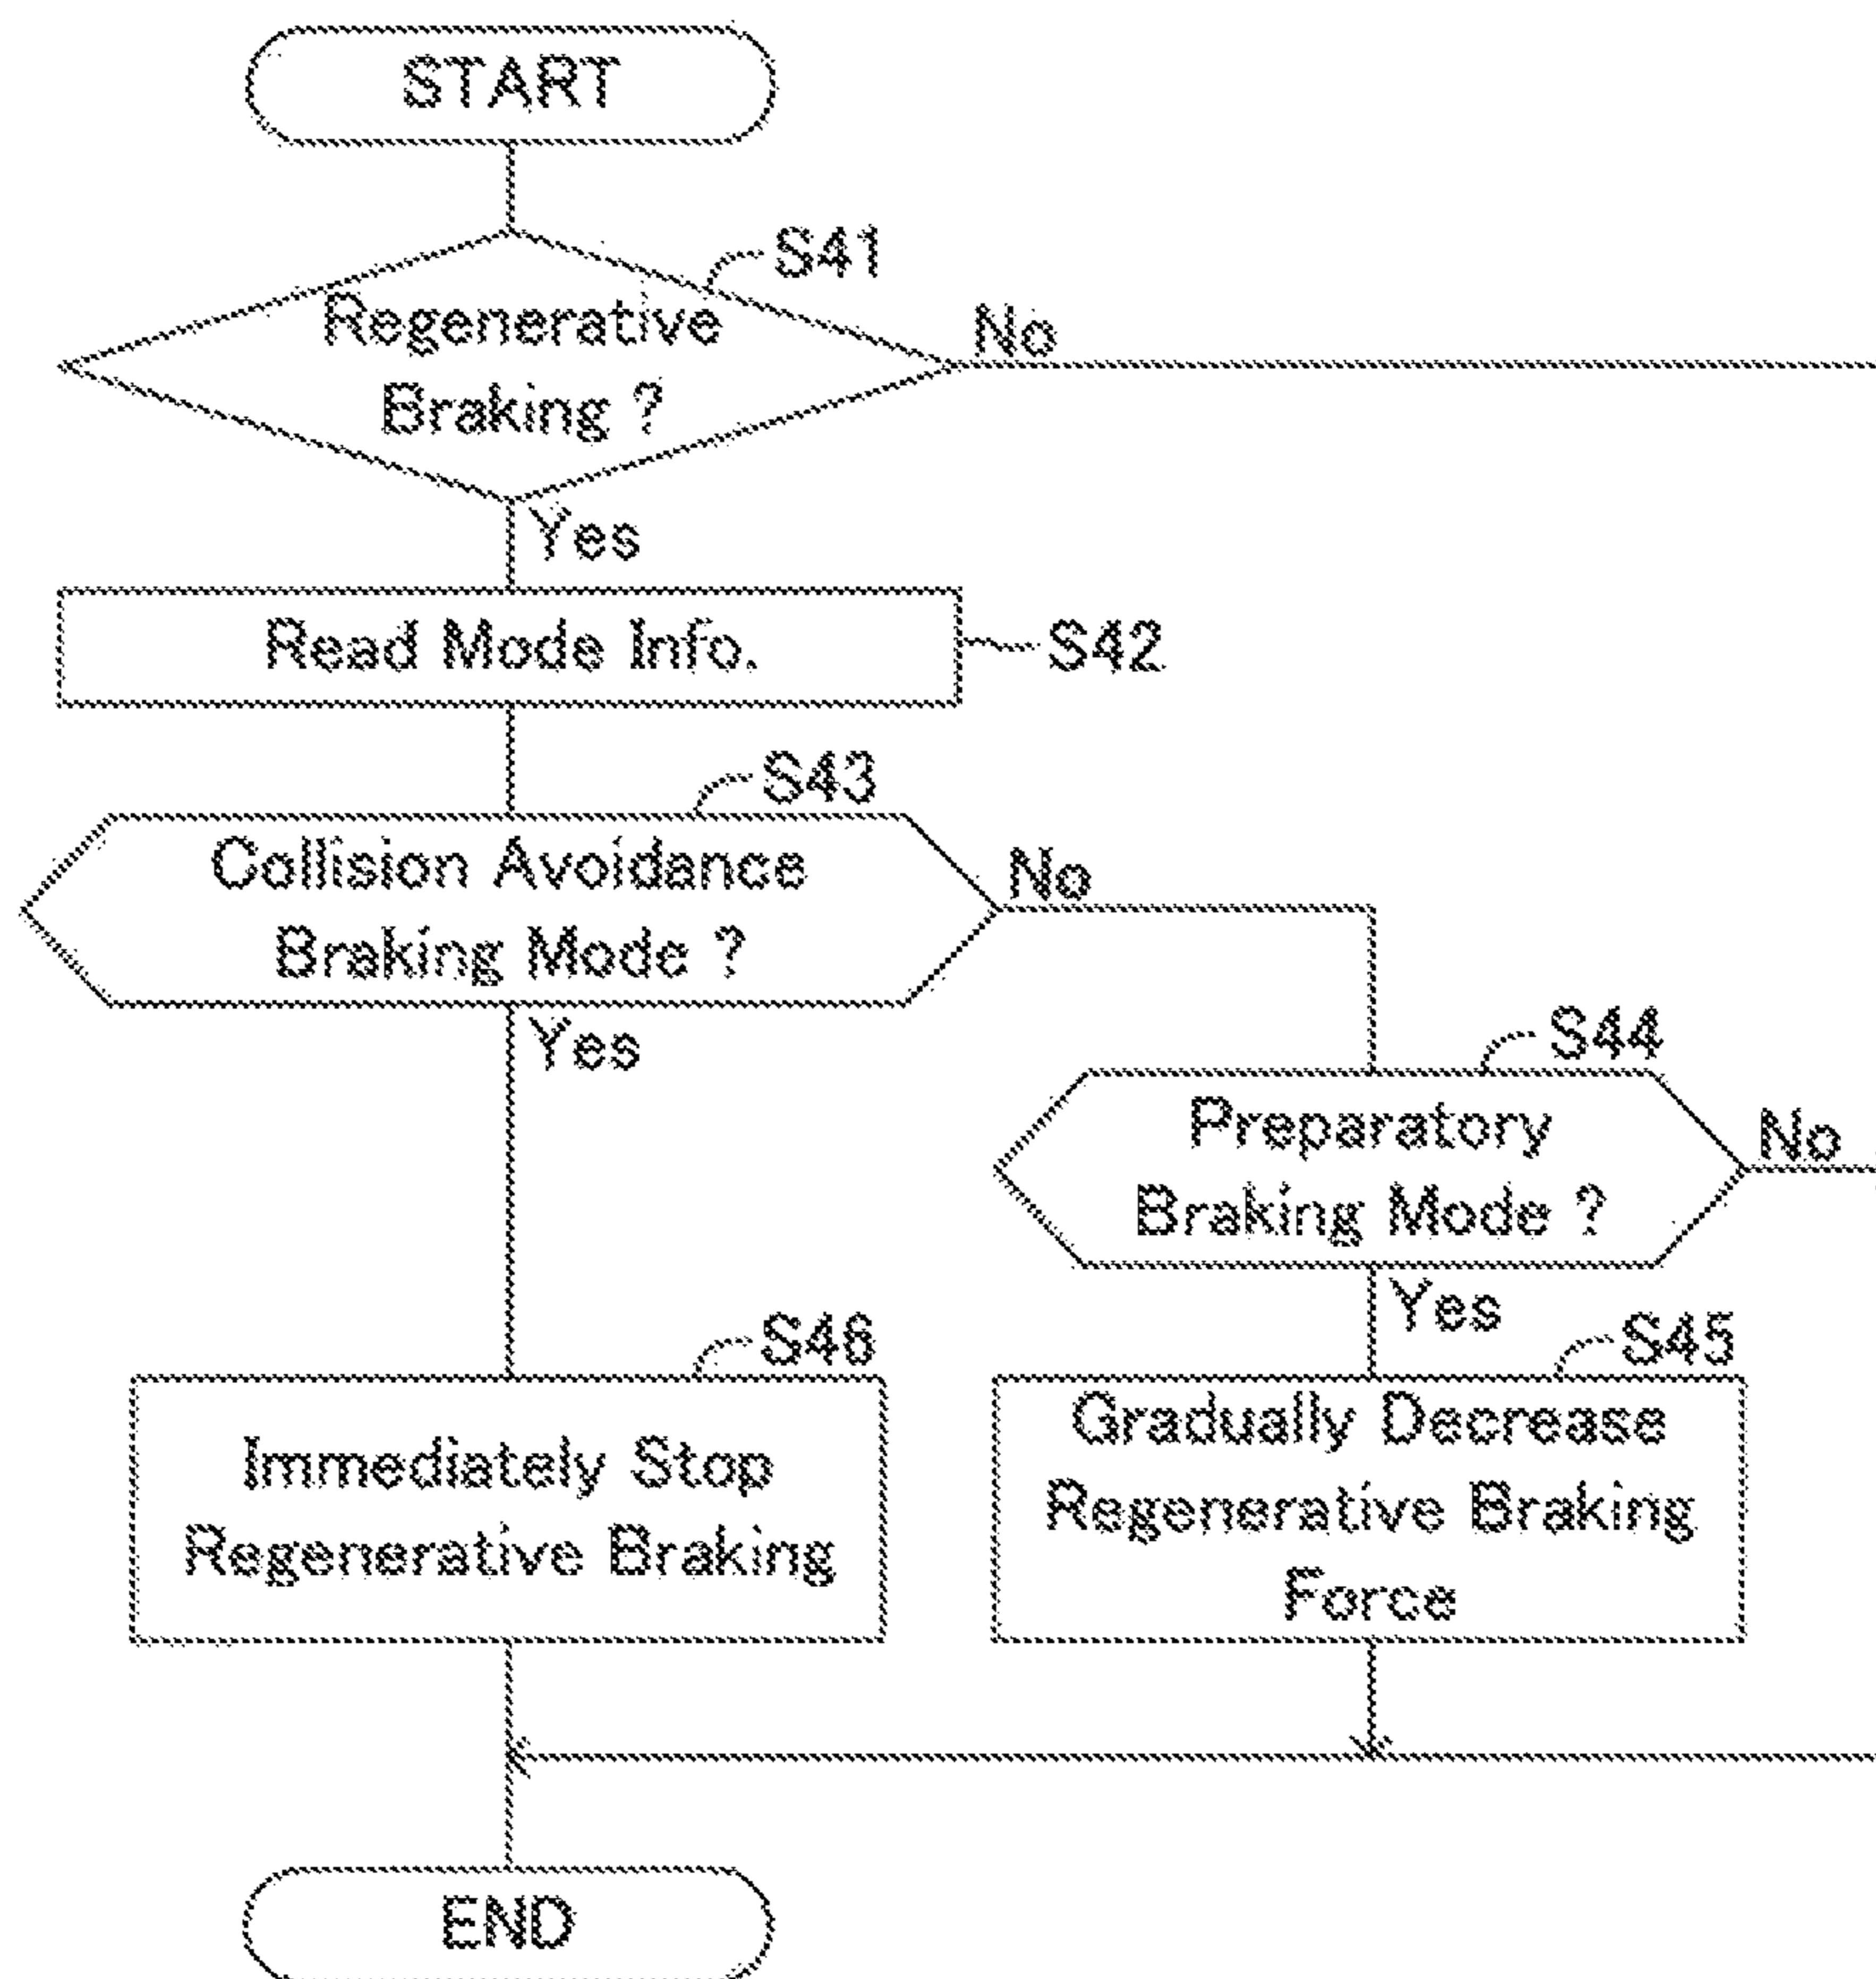 START
S41
Regenerative
Braking ?
No
Yes
Read Mode Info.
S42
S43
Collision Avoidance
Braking Mode ?
No
Yes
S44
Preparatory
Braking Mode ?
No
Yes
S46
Immediately Stop
Regenerative Braking
S45
Gradually Decrease
Regenerative Braking
Force
END